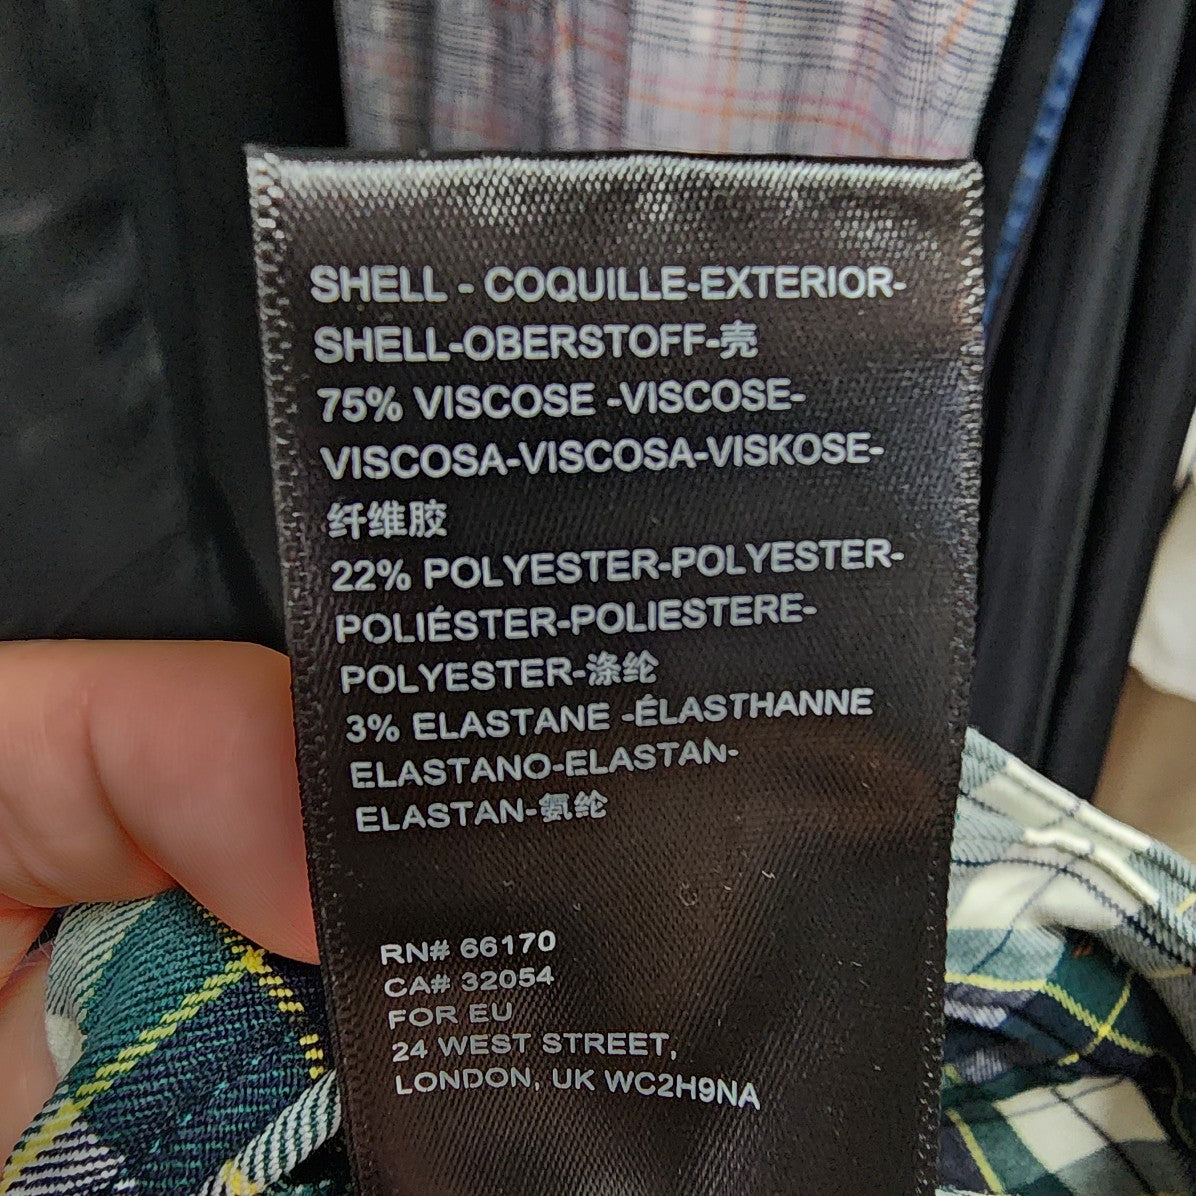 SHELL - COQUILLE-EXTERIOR-
SHELL-OBERSTOFF-壳
75% VISCOSE -VISCOSE-
VISCOSA-VISCOSA-VISKOSE-
纤维胶
22% POLYESTER-POLYESTER-
POLIÉSTER-POLIESTERE-
POLYESTER-涤纶
3% ELASTANE -ÉLASTHANNE
ELASTANO-ELASTAN-
ELASTAN-氨纶
RN# 66170
CA# 32054
FOR EU
24 WEST STREET,
LONDON, UK WC2H9NA